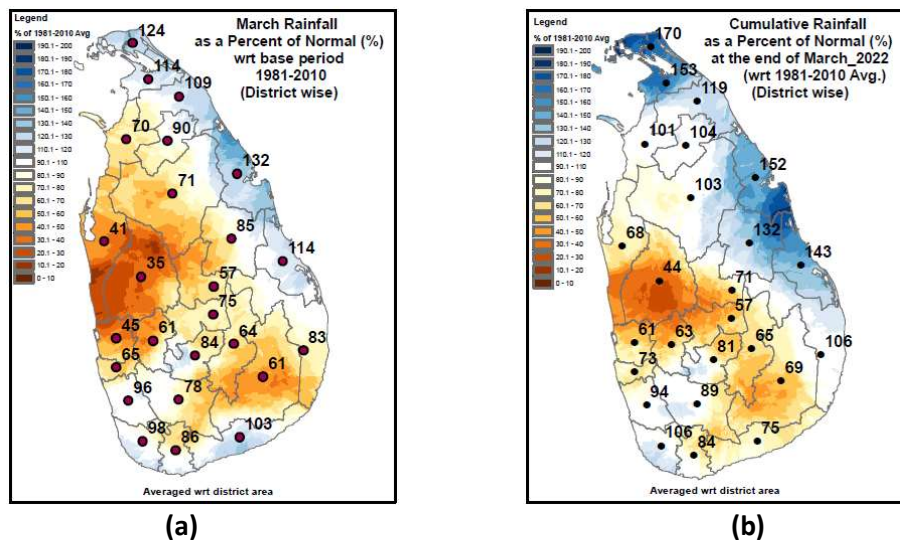 Legend
% of 1981-2010 Avg
190.1 - 200
180.1 - 190
170.1 - 180
160.1 - 170
150.1 - 160
140.1 - 150
130.1 - 140
120.1 - 130
110.1 - 120
90.1 - 110
80.1 - 90
70.1 - 80
60.1 - 70
50.1 - 60
40.1 - 50
30.1 - 40
20.1 - 30
10.1 - 20
0 - 10
March Rainfall
as a Percent of Normal (%)
wrt base period
1981-2010
(District wise)
124
114
109
70
90
132
71
41
85
114
35
57
75
45
61
84
64
83
65
61
96
78
98
86
103
Averaged wrt district area
(a)
Legend
% of 1981-2010 Avg
190.1 - 200
180.1 - 190
170.1 - 180
160.1 - 170
150.1 - 160
140.1 - 150
130.1 - 140
120.1 - 130
110.1 - 120
90.1 - 110
80.1 - 90
70.1 - 80
60.1 - 70
50.1 - 60
40.1 - 50
30.1 - 40
20.1 - 30
10.1 - 20
0 - 10
Cumulative Rainfall
as a Percent of Normal (%)
at the end of March_2022
(wrt 1981-2010 Avg.)
(District wise)
170
153
119
101
104
152
103
68
132
143
44
71
57
61
63
81
65
106
73
69
94
89
106
84
75
Averaged wrt district area
(b)